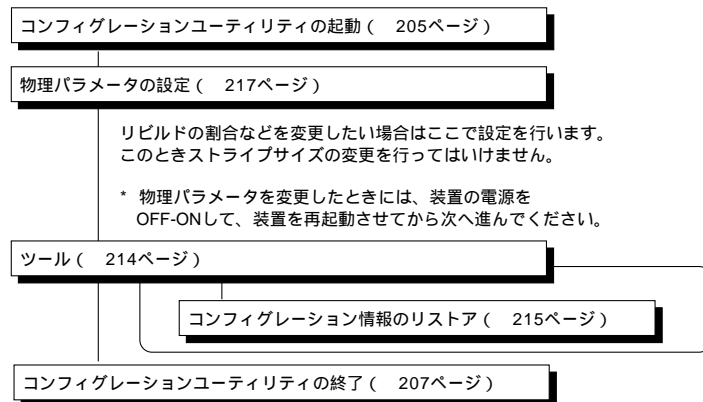 コンフィグレーションユーティリティの起動（　205ページ）
物理パラメータの設定（　217ページ）
リビルドの割合などを変更したい場合はここで設定を行います。
このときストライプサイズの変更を行ってはいけません。
* 物理パラメータを変更したときには、装置の電源を
OFF-ONして、装置を再起動させてから次へ進んでください。
ツール（　214ページ）
コンフィグレーション情報のリストア（　215ページ）
コンフィグレーションユーティリティの終了（　207ページ）